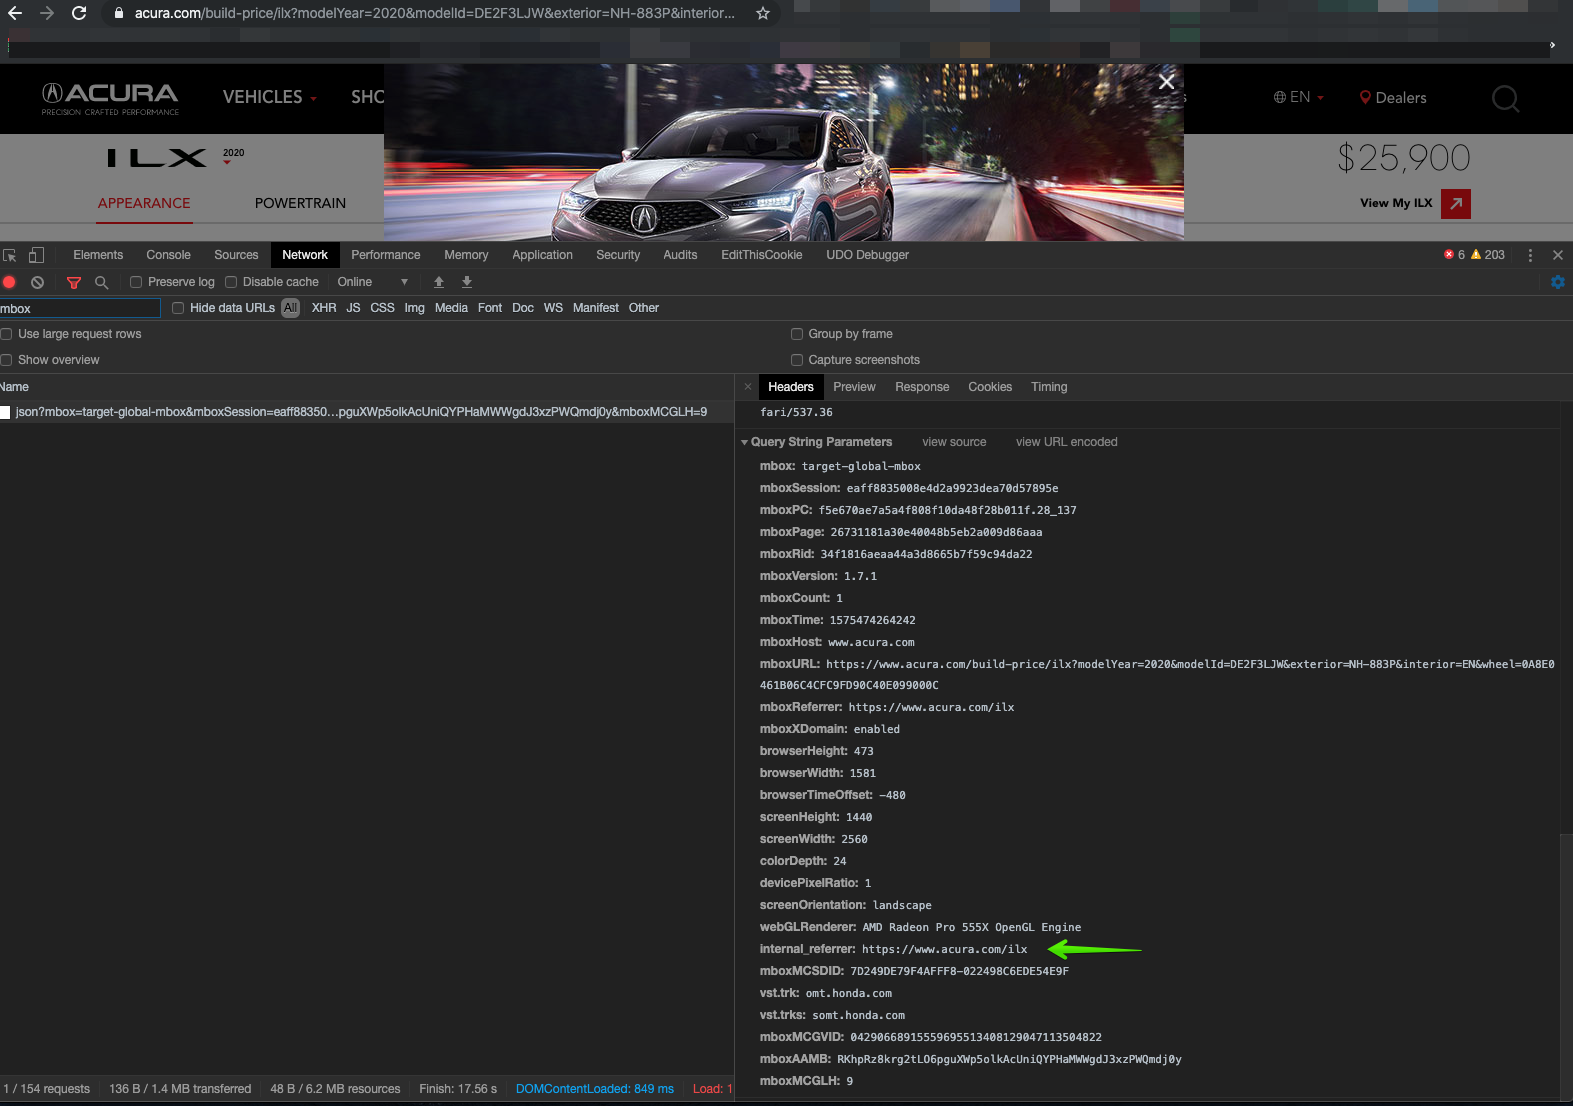 acura.com/build-price/ilx?modelYear=2020&modelId=DE2F3LJW&exterior=NH-883P&interior...
ACURA
PRECISION CRAFTED PERFORMANCE
VEHICLES
SHO
s
EN
Dealers
ILX
2020
$25,900
APPEARANCE
POWERTRAIN
View My ILX
Elements Console Sources Network Performance Memory Application Security Audits EditThisCookie UDO Debugger 6 203
Preserve log Disable cache Online
mbox Hide data URLs All XHR JS CSS Img Media Font Doc WS Manifest Other
Use large request rows Group by frame
Show overview Capture screenshots
Name
json?mbox=target-global-mbox&mboxSession=eaff88350...pguXWp5olkAcUniQYPHaMWWgdJ3xzPWQmdj0y&mboxMCGLH=9
× Headers Preview Response Cookies Timing
fari/537.36
Query String Parameters view source view URL encoded
mbox: target-global-mbox
mboxSession: eaff8835008e4d2a9923dea70d57895e
mboxPC: f5e670ae7a5a4f808f10da48f28b011f.28_137
mboxPage: 26731181a30e40048b5eb2a009d86aaa
mboxRid: 34f1816aeaa44a3d8665b7f59c94da22
mboxVersion: 1.7.1
mboxCount: 1
mboxTime: 1575474264242
mboxHost: www.acura.com
mboxURL: https://www.acura.com/build-price/ilx?modelYear=2020&modelId=DE2F3LJW&exterior=NH-883P&interior=EN&wheel=0A8E0
461B06C4CFC9FD90C40E099000C
mboxReferrer: https://www.acura.com/ilx
mboxXDomain: enabled
browserHeight: 473
browserWidth: 1581
browserTimeOffset: -480
screenHeight: 1440
screenWidth: 2560
colorDepth: 24
devicePixelRatio: 1
screenOrientation: landscape
webGLRenderer: AMD Radeon Pro 555X OpenGL Engine
internal_referrer: https://www.acura.com/ilx
mboxMCSDID: 7D249DE79F4AFFF8-022498C6EDE54E9F
vst.trk: omt.honda.com
vst.trks: somt.honda.com
mboxMCGVID: 04290668915559695513408129047113504822
mboxAAMB: RKhpRz8krg2tLO6pguXWp5olkAcUniQYPHaMWWgdJ3xzPWQmdj0y
mboxMCGLH: 9
1 / 154 requests 136 B / 1.4 MB transferred 48 B / 6.2 MB resources Finish: 17.56 s DOMContentLoaded: 849 ms Load: 1